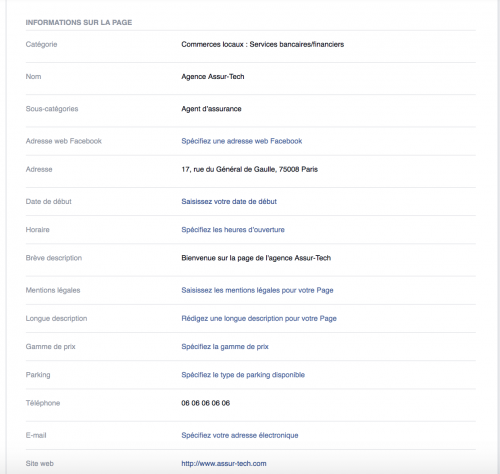 INFORMATIONS SUR LA PAGE
Catégorie Commerces locaux : Services bancaires/financiers
Nom Agence Assur-Tech
Sous-catégories Agent d'assurance
Adresse web Facebook Spécifiez une adresse web Facebook
Adresse 17, rue du Général de Gaulle, 75008 Paris
Date de début Saisissez votre date de début
Horaire Spécifiez les heures d'ouverture
Brève description Bienvenue sur la page de l'agence Assur-Tech
Mentions légales Saisissez les mentions légales pour votre Page
Longue description Rédigez une longue description pour votre Page
Gamme de prix Spécifiez la gamme de prix
Parking Spécifiez le type de parking disponible
Téléphone 06 06 06 06 06
E-mail Spécifiez votre adresse électronique
Site web http://www.assur-tech.com